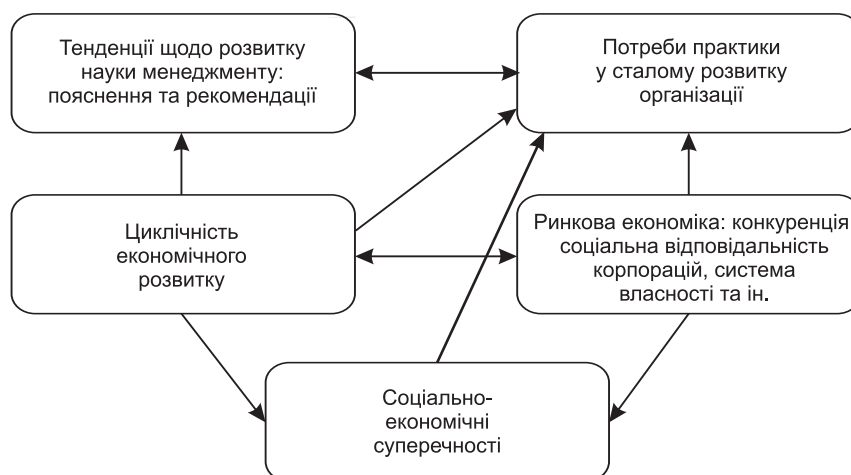 Тенденції щодо розвитку
науки менеджменту:
пояснення та рекомендації
Потреби практики
у сталому розвитку
організації
Циклічність
економічного
розвитку
Ринкова економіка: конкуренція
соціальна відповідальність
корпорацій, система
власності та ін.
Соціально-
економічні
суперечності